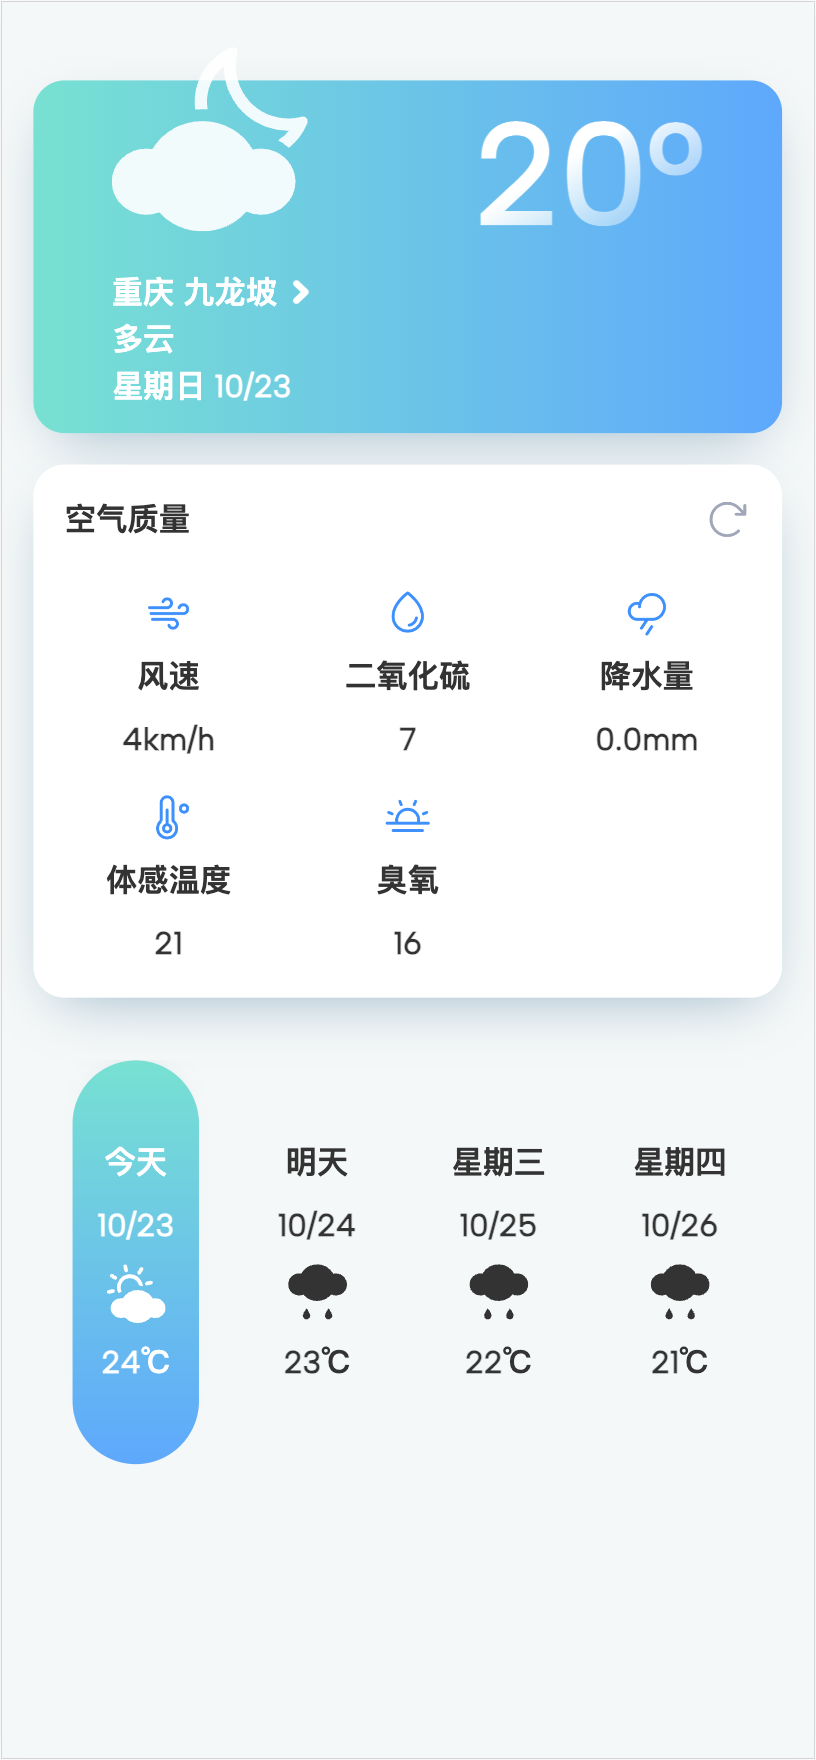 20°
重庆 九龙坡
多云
星期日 10/23
空气质量
风速 二氧化硫 降水量
4km/h 7 0.0mm
体感温度 臭氧
21 16
今天 明天 星期三 星期四
10/23 10/24 10/25 10/26
24℃ 23℃ 22℃ 21℃